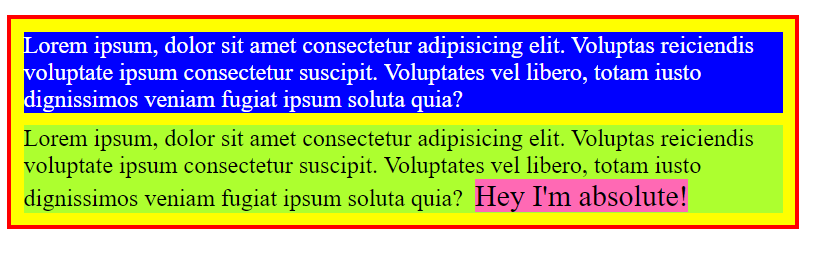 Lorem ipsum, dolor sit amet consectetur adipisicing elit. Voluptas reiciendis
voluptate ipsum consectetur suscipit. Voluptates vel libero, totam iusto
dignissimos veniam fugiat ipsum soluta quia?
Lorem ipsum, dolor sit amet consectetur adipisicing elit. Voluptas reiciendis
voluptate ipsum consectetur suscipit. Voluptates vel libero, totam iusto
dignissimos veniam fugiat ipsum soluta quia? Hey I'm absolute!